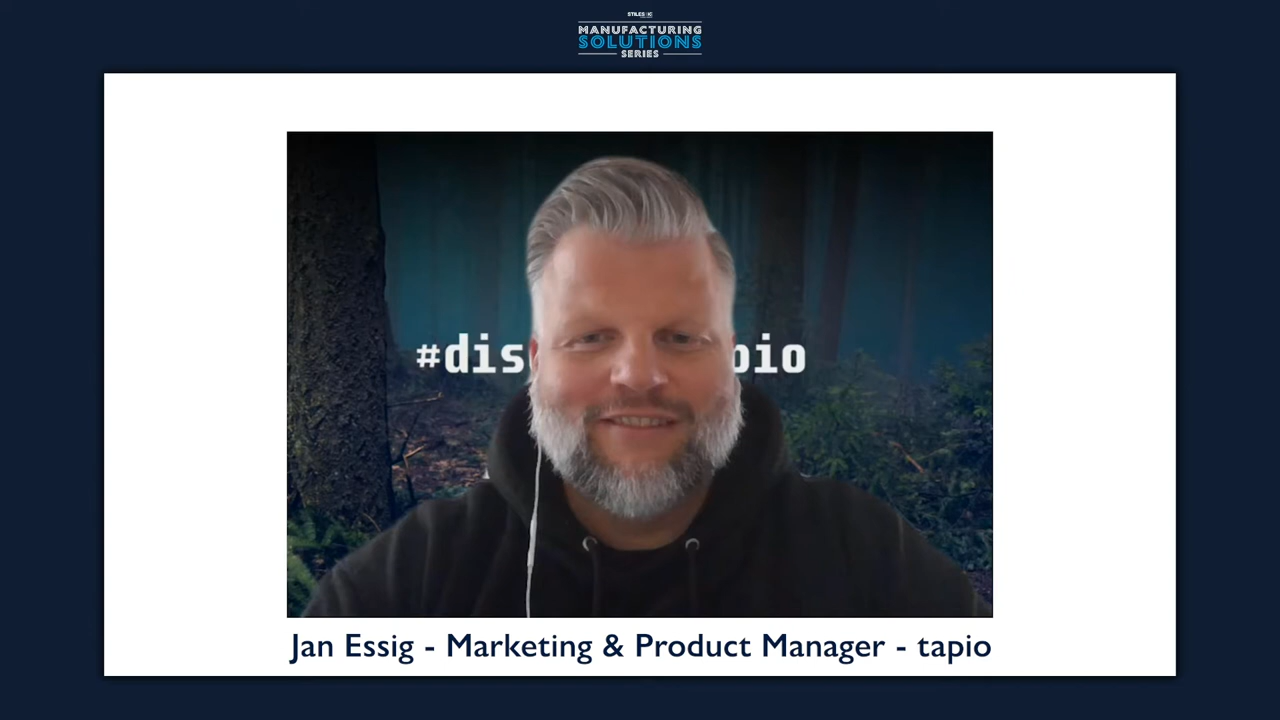 STILES
MANUFACTURING
SOLUTIONS
SERIES
#dis pio
Jan Essig - Marketing & Product Manager - tapio